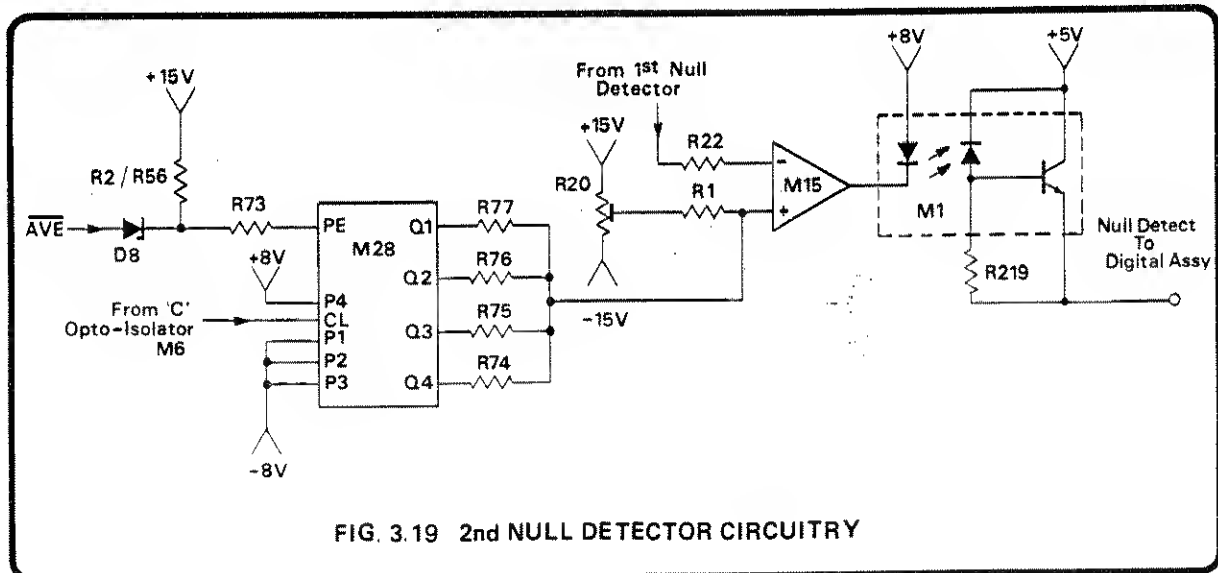 +8V
+5V
+15V
From 1st Null
Detector
+15V
R22
R2 / R56
R20
M15
R1
R73
R77
M1
AVE
PE
Q1
Null Detect
To
Digital Assy
D8
M28
+8V
R76
Q2
R219
P4
From 'C'
Opto-Isolator
M6
CL
R75
-15V
P1
Q3
P2
R74
P3
Q4
-8V
FIG. 3.19 2nd NULL DETECTOR CIRCUITRY